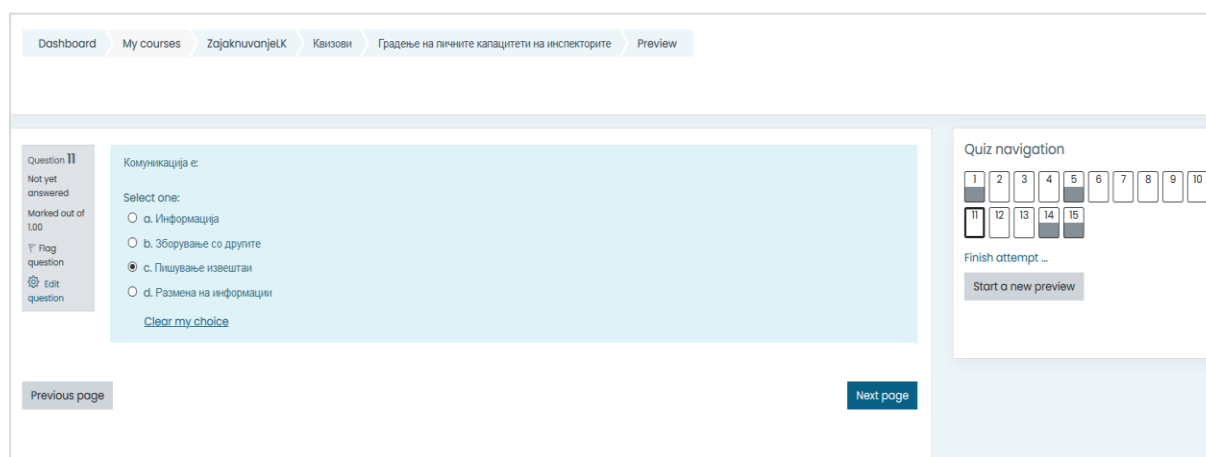 Dashboard My courses ZajaknuvanjeLK Квизови Градење на личните капацитети на инспекторите Preview
Question 11
Not yet
answered
Marked out of
1.00
Flag
question
Edit
question
Комуникација е:
Select one:
a. Информација
b. Зборување со другите
c. Пишување извештаи
d. Размена на информации
Clear my choice
Previous page
Next page
Quiz navigation
1 2 3 4 5 6 7 8 9 10
11 12 13 14 15
Finish attempt ...
Start a new preview